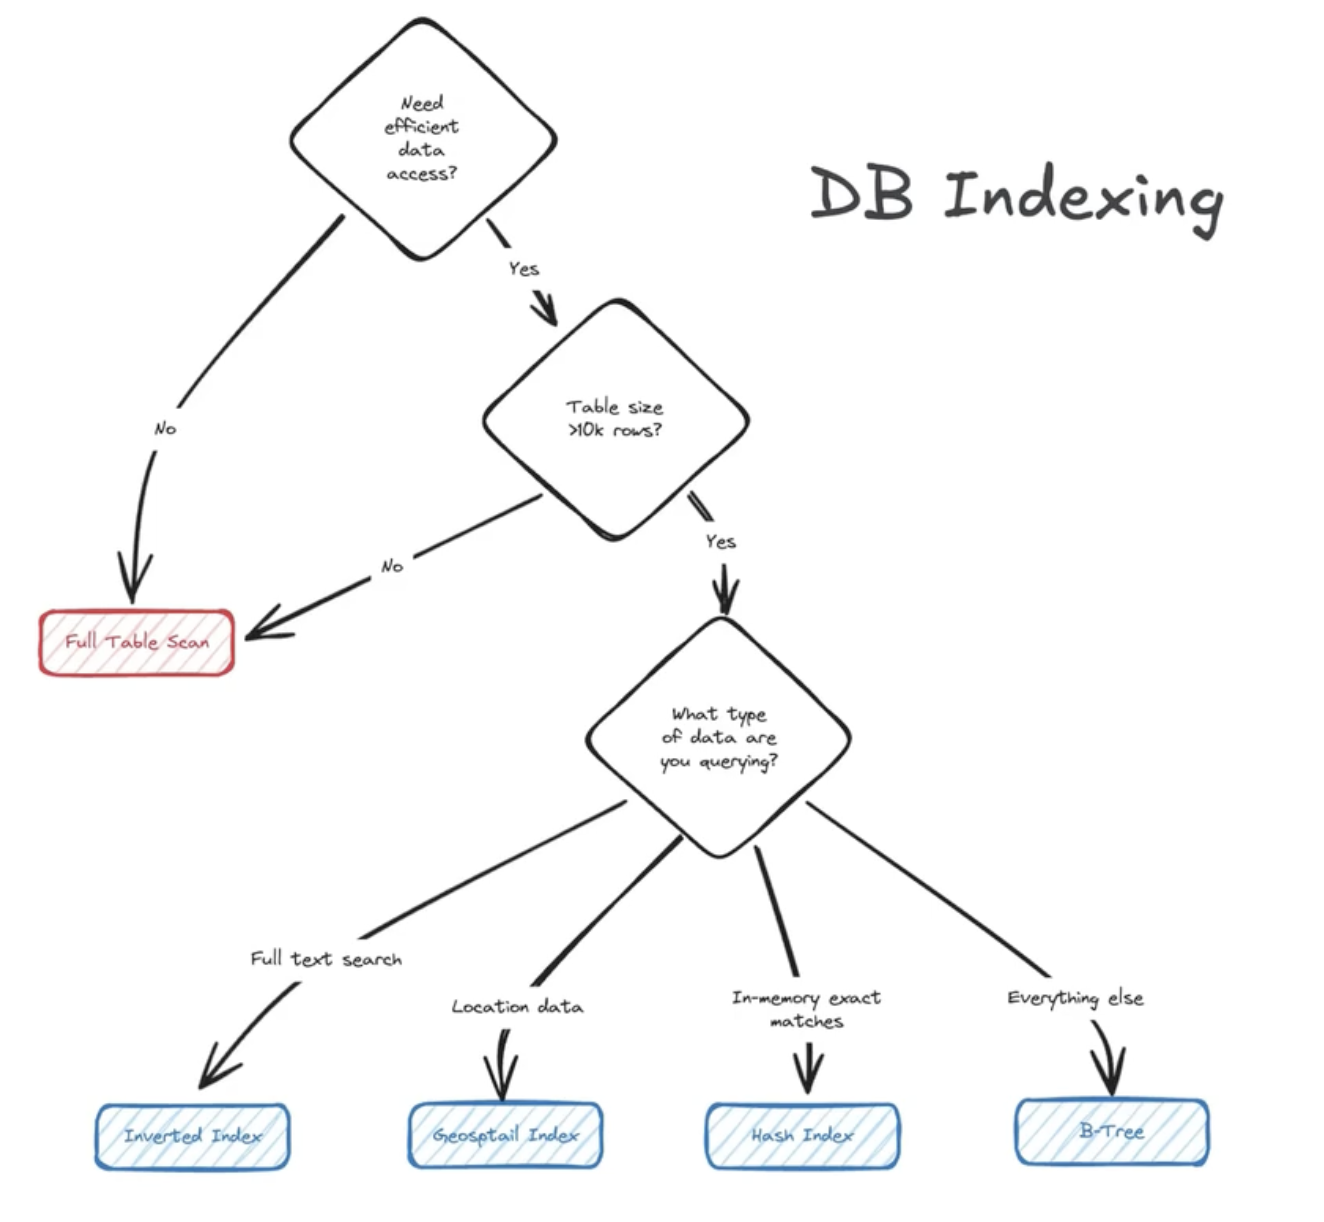 Need
efficient
data
access?
DB Indexing
Yes
Table size
>10k rows?
No
Yes
No
Full Table Scan
What type
of data are
you querying?
Full text search
Location data
In-memory exact
matches
Everything else
Inverted Index
Geosptail Index
Hash Index
B-Tree